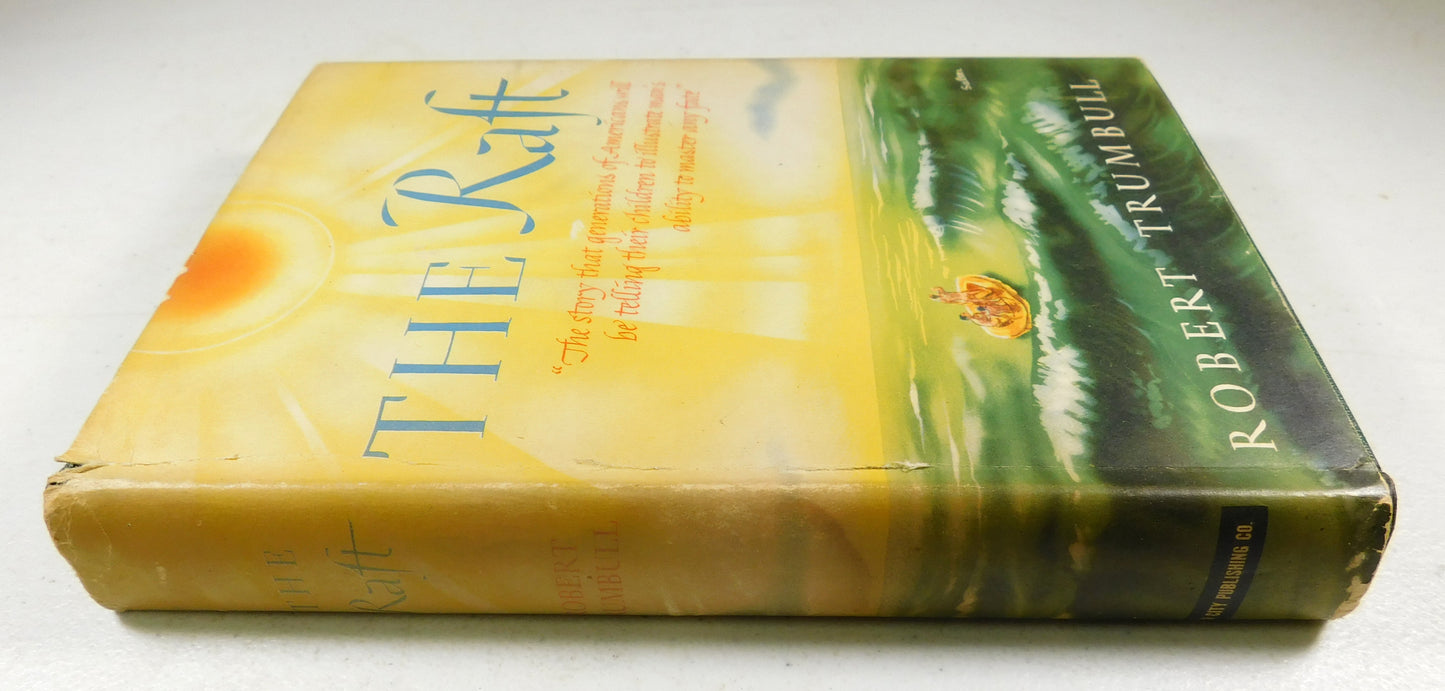 THE Raft
"The story that generations of Americans will
be telling their children to illustrate man's
ability to master any fate"
ROBERT TRUMBULL
THE
Raft
CITY PUBLISHING CO.